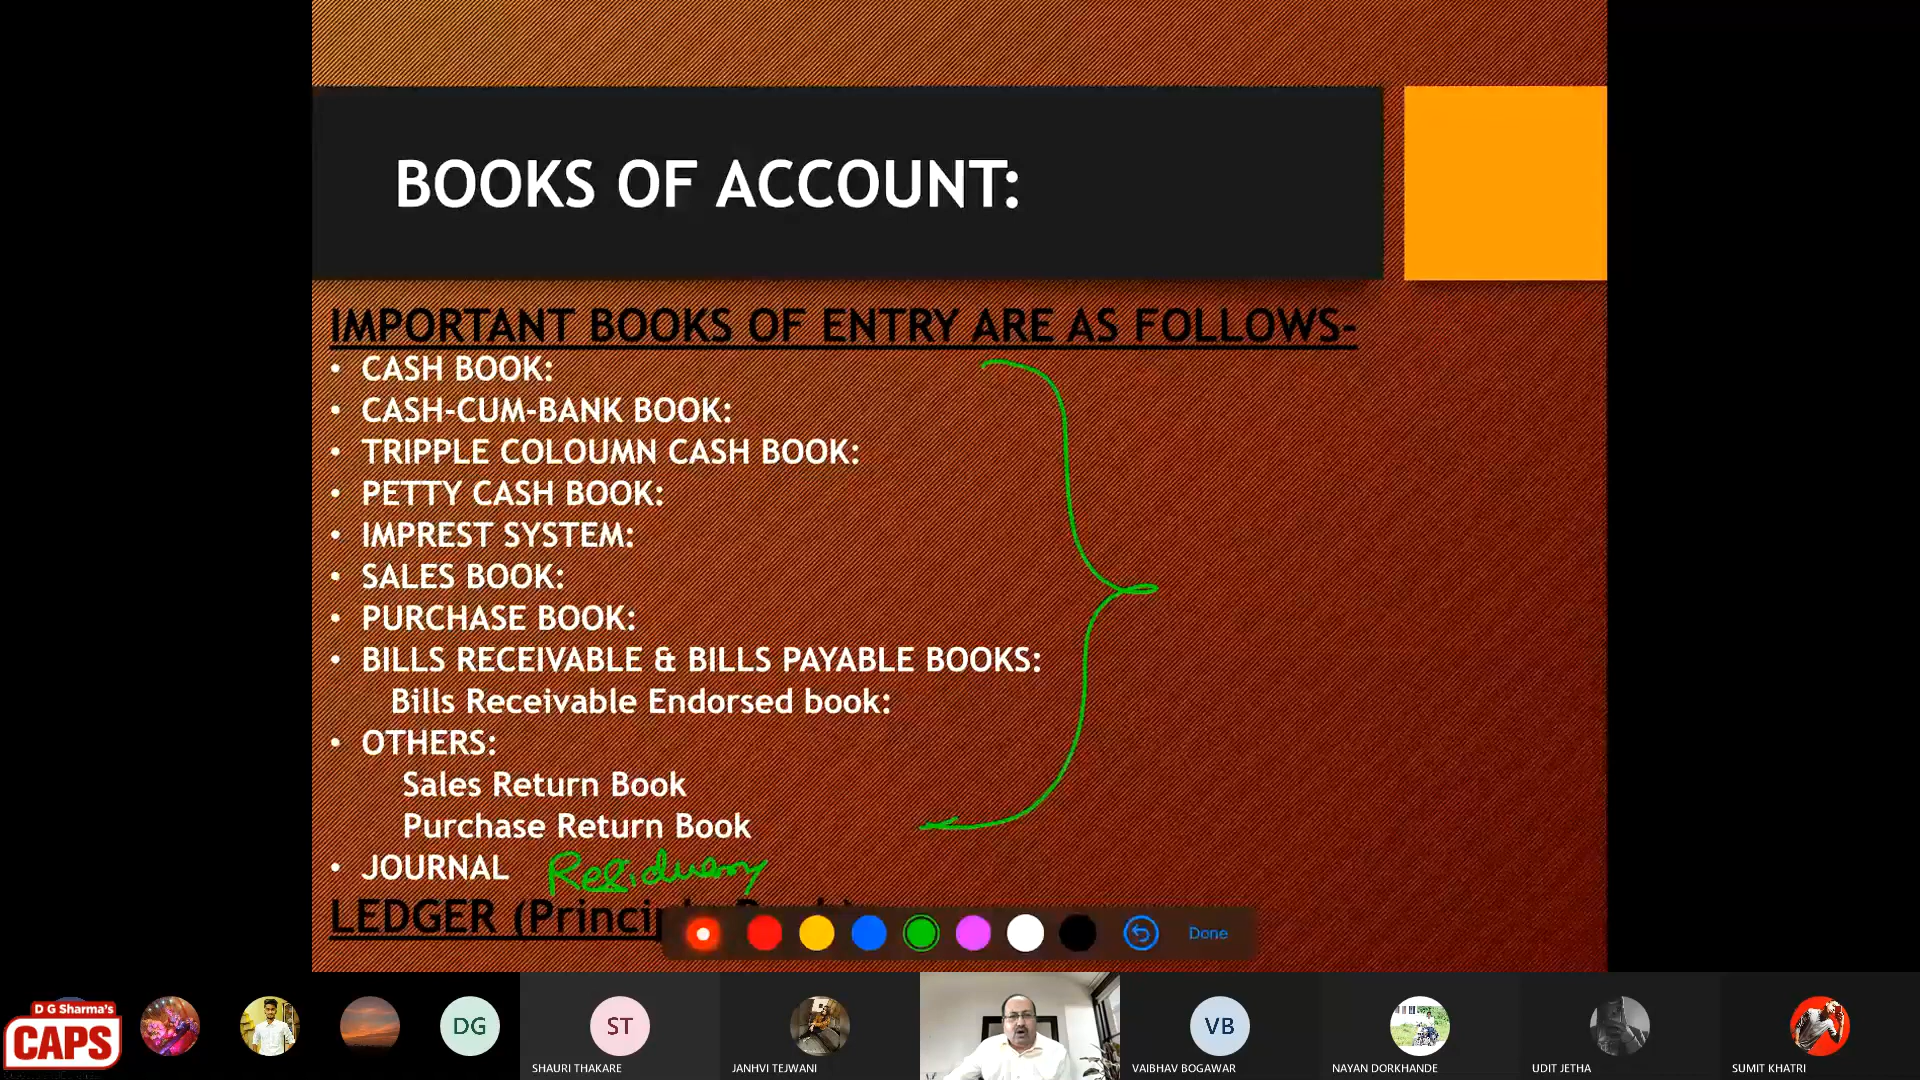 BOOKS OF ACCOUNT:
IMPORTANT BOOKS OF ENTRY ARE AS FOLLOWS-
• CASH BOOK:
• CASH-CUM-BANK BOOK:
• TRIPPLE COLOUMN CASH BOOK:
• PETTY CASH BOOK:
• IMPREST SYSTEM:
• SALES BOOK:
• PURCHASE BOOK:
• BILLS RECEIVABLE & BILLS PAYABLE BOOKS:
Bills Receivable Endorsed book:
• OTHERS:
Sales Return Book
Purchase Return Book
• JOURNAL
LEDGER
Done
D G Sharma's
CAPS
DG
ST
VB
SHAURI THAKARE
JANHVI TEJWANI
VAIBHAV BOGAWAR
NAYAN DORKHANDE
UDIT JETHA
SUMIT KHATRI